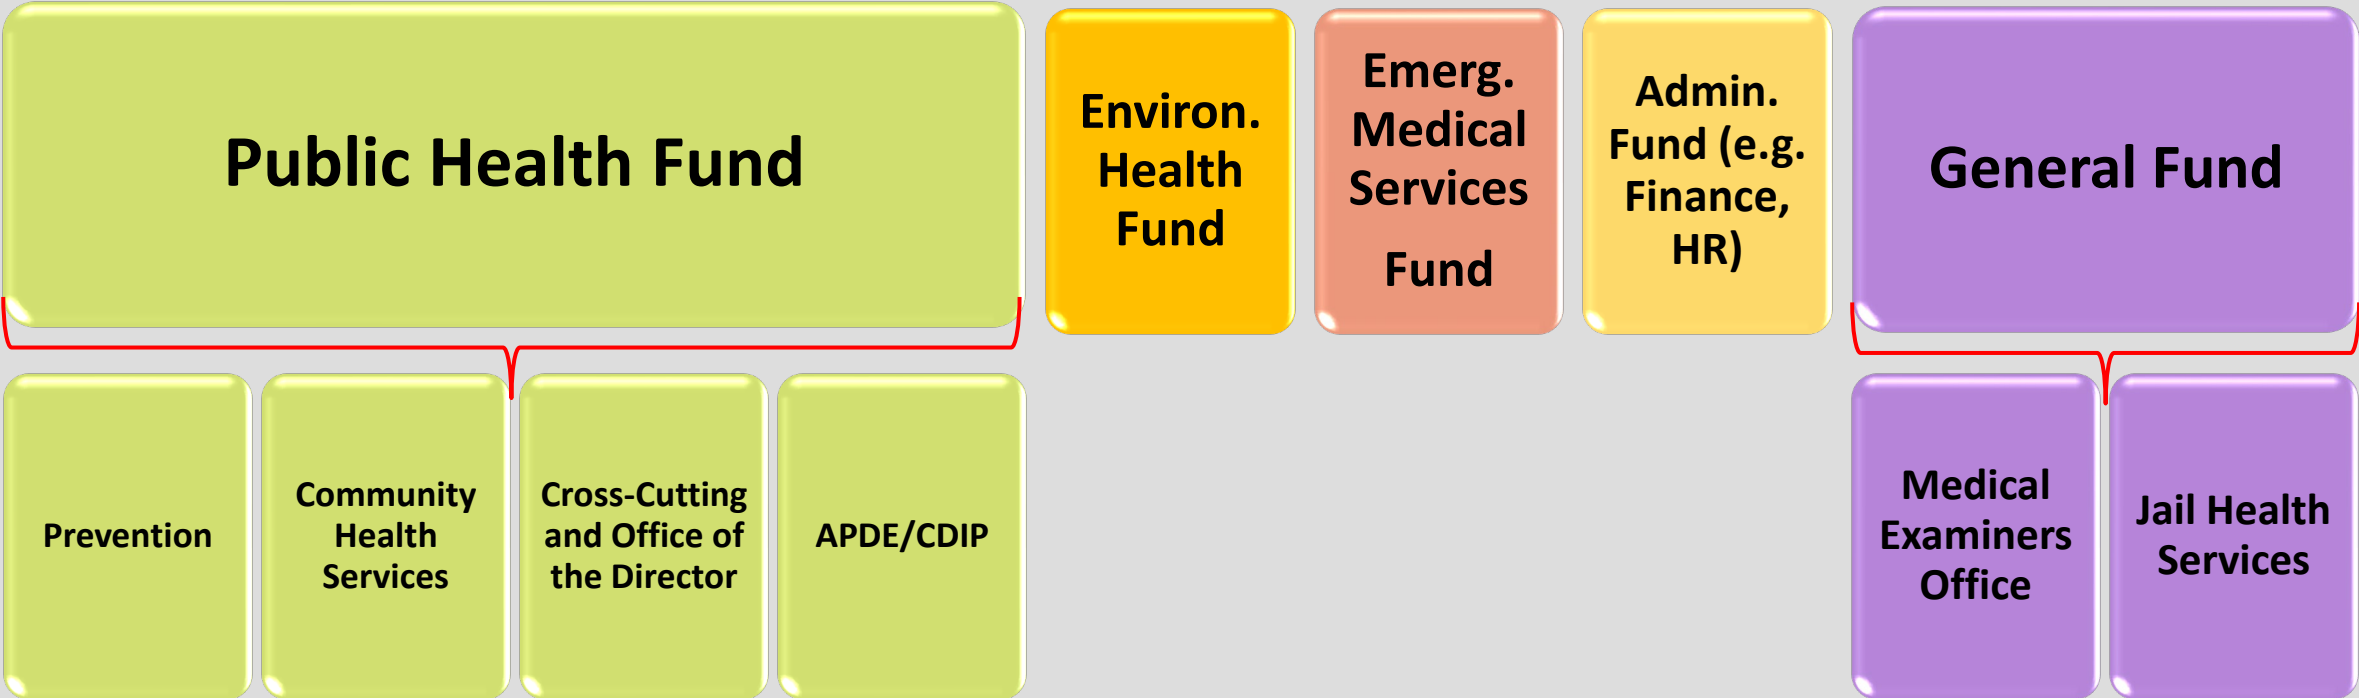 Public Health Fund
Environ.
Health
Fund
Emerg.
Medical
Services
Fund
Admin.
Fund (e.g.
Finance,
HR)
General Fund
Prevention
Community
Health
Services
Cross-Cutting
and Office of
the Director
APDE/CDIP
Medical
Examiners
Office
Jail Health
Services